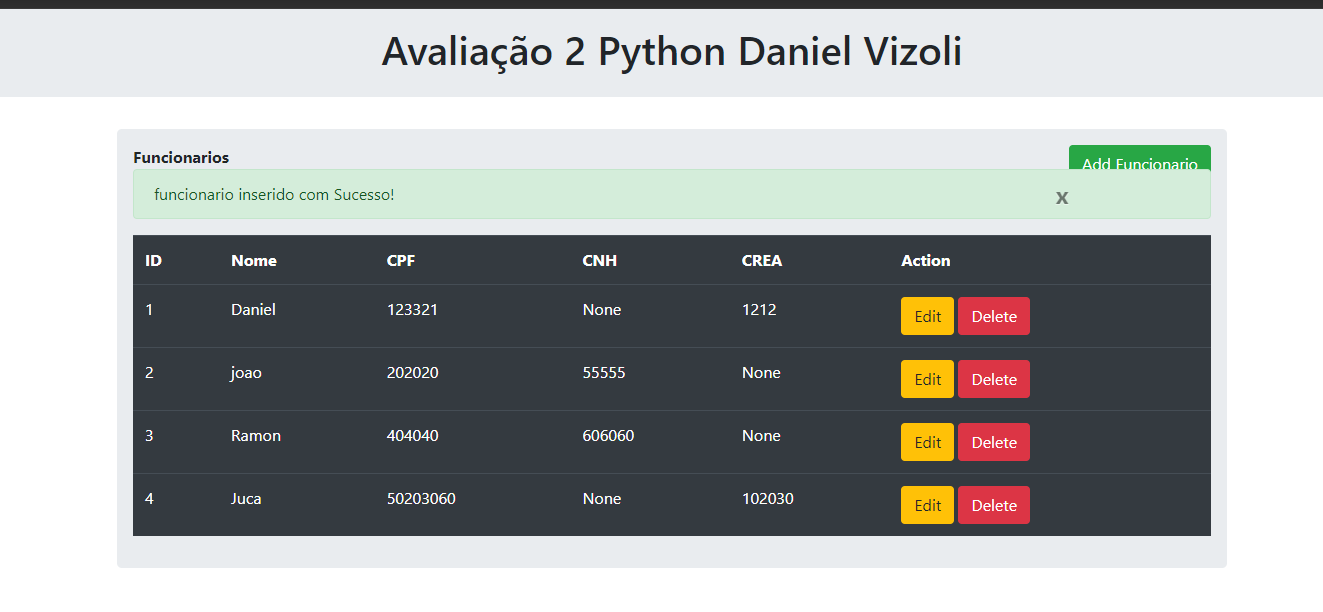 Avaliação 2 Python Daniel Vizoli
Funcionarios Add Funcionario
funcionario inserido com Sucesso! x
ID Nome CPF CNH CREA Action
1 Daniel 123321 None 1212 Edit Delete
2 joao 202020 55555 None Edit Delete
3 Ramon 404040 606060 None Edit Delete
4 Juca 50203060 None 102030 Edit Delete